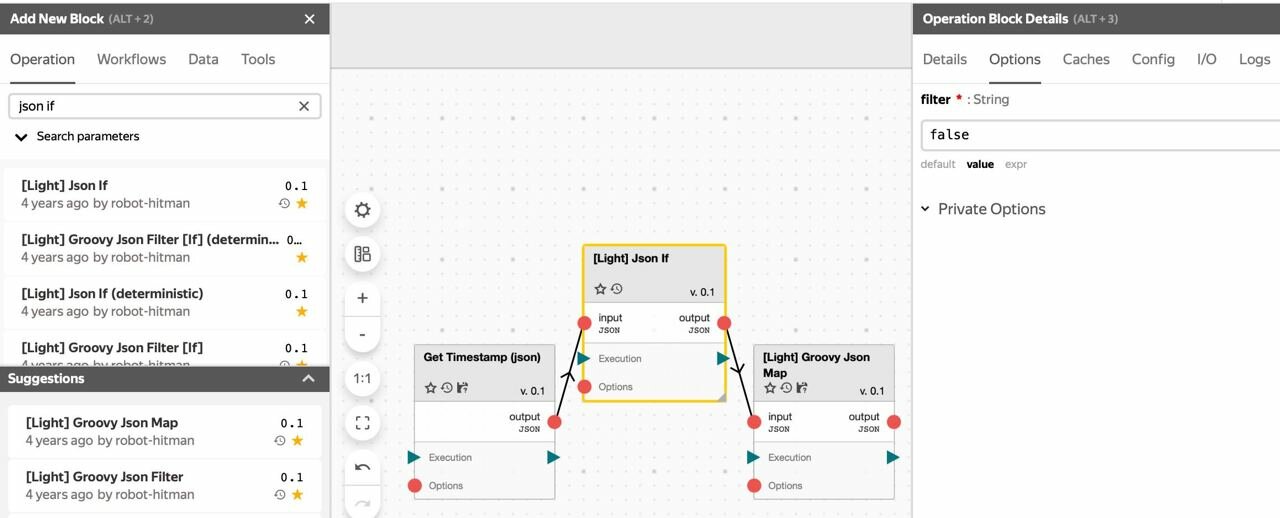 Add New Block (ALT + 2)
Operation Workflows Data Tools
json if
Search parameters
[Light] Json If 0.1
4 years ago by robot-hitman
[Light] Groovy Json Filter [If] (determin... 0...
4 years ago by robot-hitman
[Light] Json If (deterministic) 0.1
4 years ago by robot-hitman
[Light] Groovy Json Filter [If] 0.1
Suggestions
[Light] Groovy Json Map 0.1
4 years ago by robot-hitman
[Light] Groovy Json Filter 0.1
4 years ago by robot-hitman
+
-
1:1
Get Timestamp (json)
v. 0.1
output
JSON
Execution
Options
[Light] Json If
v. 0.1
input output
JSON JSON
Execution
Options
[Light] Groovy Json
Map
v. 0.1
input output
JSON JSON
Execution
Options
Operation Block Details (ALT + 3)
Details Options Caches Config I/O Logs
filter * : String
false
default value expr
Private Options